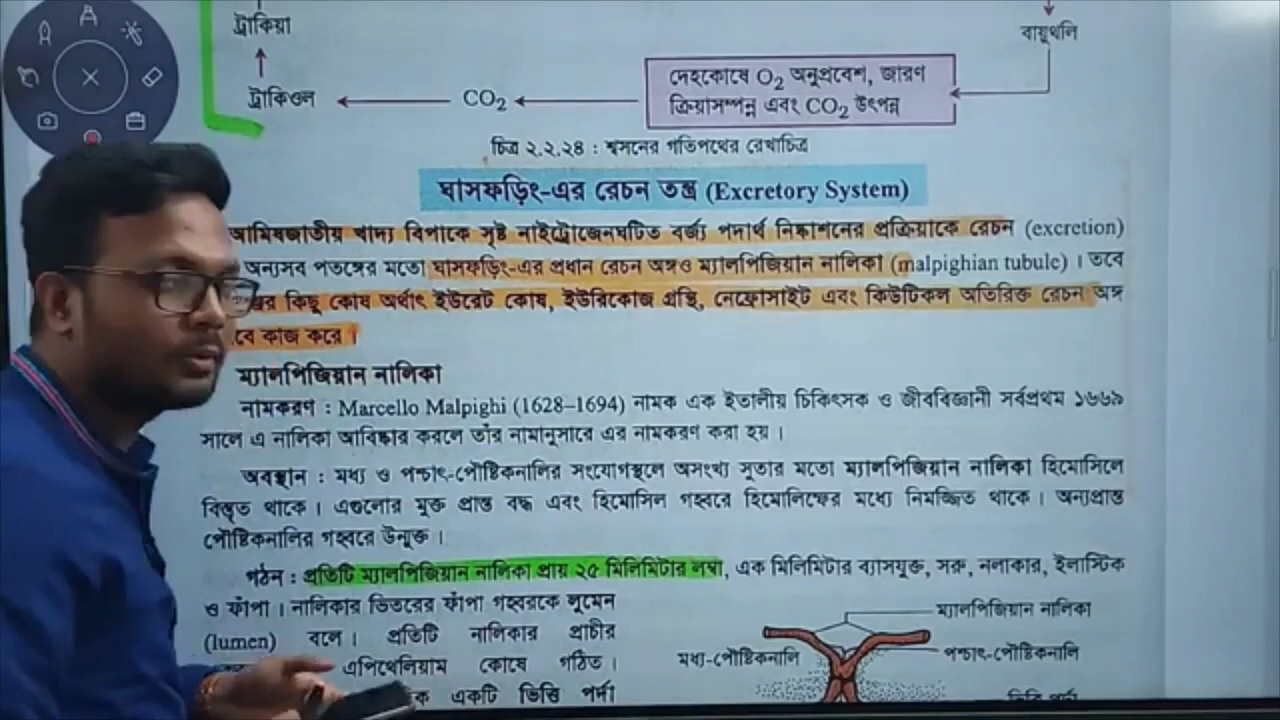 ট্রাকিয়া
বায়ুথলি
দেহকোষে O2 অনুপ্রবেশ, জারণ
ট্রাকিওল
CO2
ক্রিয়াসম্পন্ন এবং CO2 উৎপন্ন
চিত্র ২.২.২৪ : শ্বসনের গতিপথের রেখাচিত্র
ঘাসফড়িং-এর রেচন তন্ত্র (Excretory System)
আমিষজাতীয় খাদ্য বিপাকে সৃষ্ট নাইট্রোজেনঘটিত বর্জ্য পদার্থ নিষ্কাশনের প্রক্রিয়াকে রেচন (excretion)
অন্যসব পতঙ্গের মতো ঘাসফড়িং-এর প্রধান রেচন অঙ্গও ম্যালপিজিয়ান নালিকা (malpighian tubule) । তবে
কিছু কোষ অর্থাৎ ইউরেট কোষ, ইউরিকোজ গ্রন্থি, নেফ্রোসাইট এবং কিউটিকল অতিরিক্ত রেচন অঙ্গ
বে কাজ করে ।
ম্যালপিজিয়ান নালিকা
নামকরণ : Marcello Malpighi (1628–1694) নামক এক ইতালীয় চিকিৎসক ও জীববিজ্ঞানী সর্বপ্রথম ১৬৬৯
সালে এ নালিকা আবিষ্কার করলে তাঁর নামানুসারে এর নামকরণ করা হয় ।
অবস্থান : মধ্য ও পশ্চাৎ-পৌষ্টিকনালির সংযোগস্থলে অসংখ্য সুতার মতো ম্যালপিজিয়ান নালিকা হিমোসিলে
বিস্তৃত থাকে । এগুলোর মুক্ত প্রান্ত বদ্ধ এবং হিমোসিল গহ্বরে হিমোলিম্ফের মধ্যে নিমজ্জিত থাকে । অন্যপ্রান্ত
পৌষ্টিকনালির গহ্বরে উন্মুক্ত ।
গঠন : প্রতিটি ম্যালপিজিয়ান নালিকা প্রায় ২৫ মিলিমিটার লম্বা, এক মিলিমিটার ব্যাসযুক্ত, সরু, নলাকার, ইলাস্টিক
ও ফাঁপা । নালিকার ভিতরের ফাঁপা গহ্বরকে লুমেন
(lumen) বলে । প্রতিটি নালিকার প্রাচীর
এপিথেলিয়াম কোষে গঠিত ।
ক একটি ভিত্তি পর্দা
ম্যালপিজিয়ান নালিকা
মধ্য-পৌষ্টিকনালি
পশ্চাৎ-পৌষ্টিকনালি